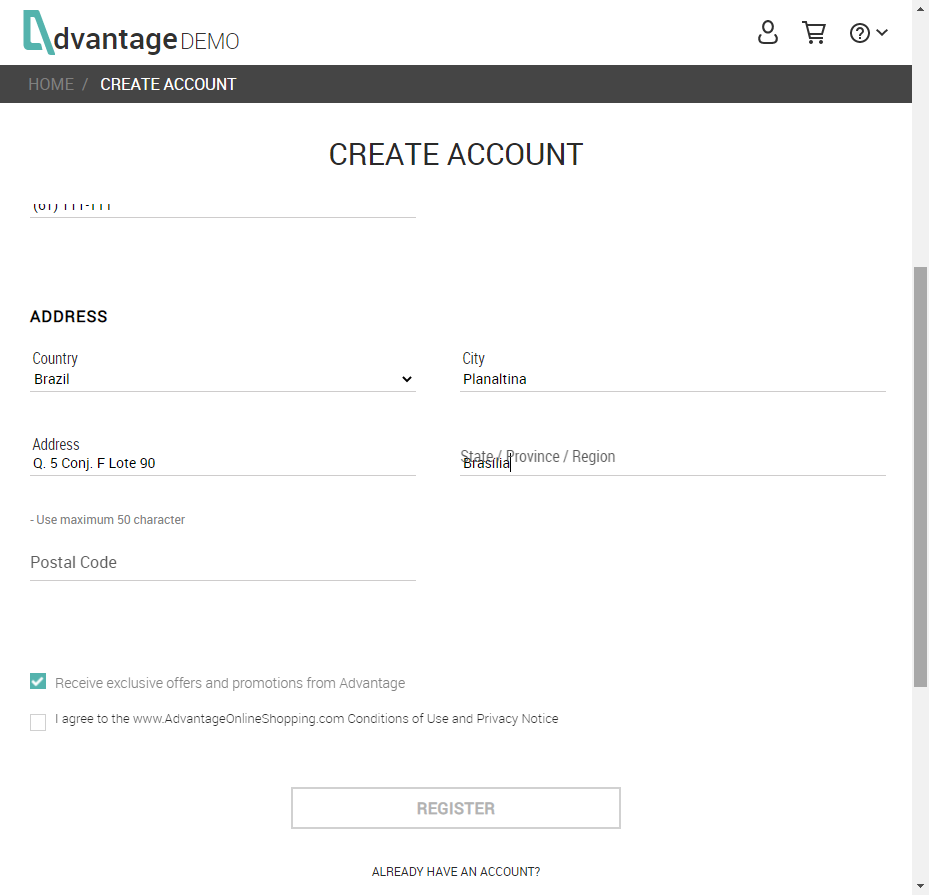 dvantage DEMO
HOME / CREATE ACCOUNT
CREATE ACCOUNT
(61) 111-111
ADDRESS
Country
Brazil
City
Planaltina
Address
Q. 5 Conj. F Lote 90
State / Province / Region
Brasilia
- Use maximum 50 character
Postal Code
Receive exclusive offers and promotions from Advantage
I agree to the www.AdvantageOnlineShopping.com Conditions of Use and Privacy Notice
REGISTER
ALREADY HAVE AN ACCOUNT?